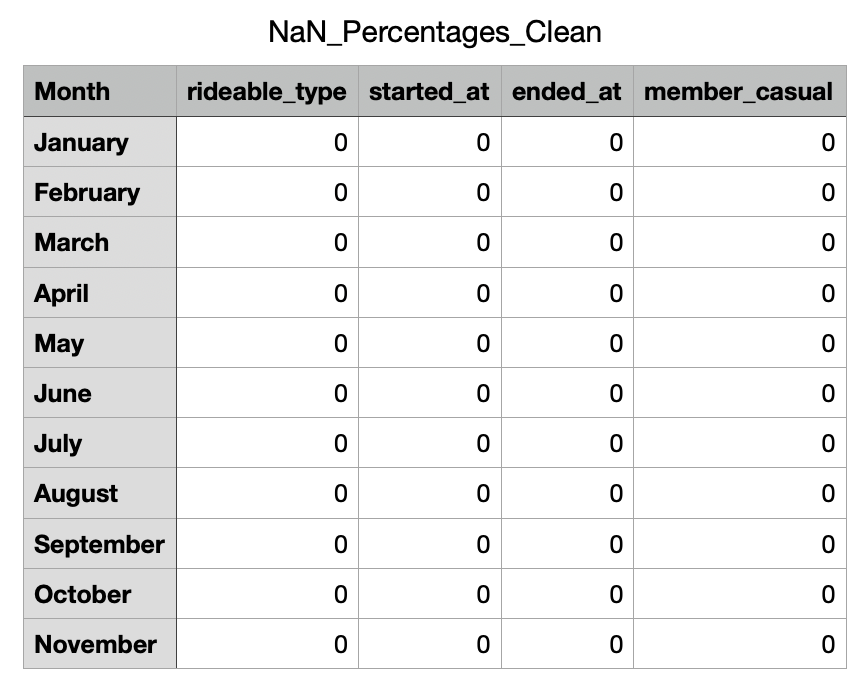 NaN_Percentages_Clean
Month rideable_type started_at ended_at member_casual
January 0 0 0 0
February 0 0 0 0
March 0 0 0 0
April 0 0 0 0
May 0 0 0 0
June 0 0 0 0
July 0 0 0 0
August 0 0 0 0
September 0 0 0 0
October 0 0 0 0
November 0 0 0 0